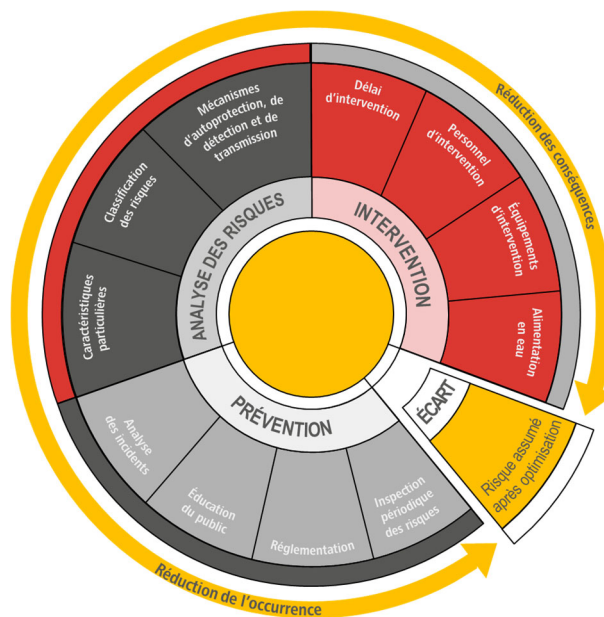 Réduction des conséquences
Mécanismes
d'autoprotection, de
détection et de
transmission
Classification
des risques
Caractéristiques
particulières
ANALYSE DES RISQUES
Délai
d'intervention
Personnel
d'intervention
Équipements
d'intervention
Alimentation
en eau
INTERVENTION
ÉCART
Risque assumé
après optimisation
PRÉVENTION
Analyse
des incidents
Éducation
du public
Réglementation
Inspection
périodique
des risques
Réduction de l'occurrence